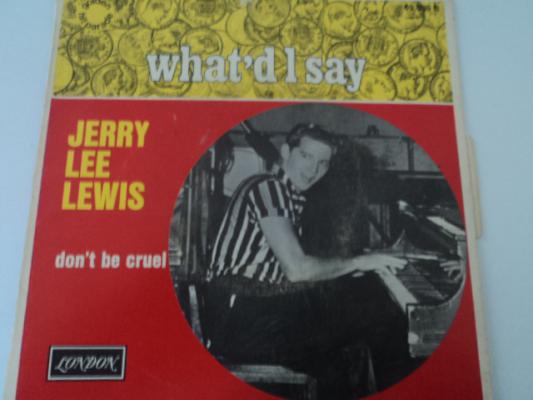 what'd I say
JERRY
LEE
LEWIS
don't be cruel
LONDON